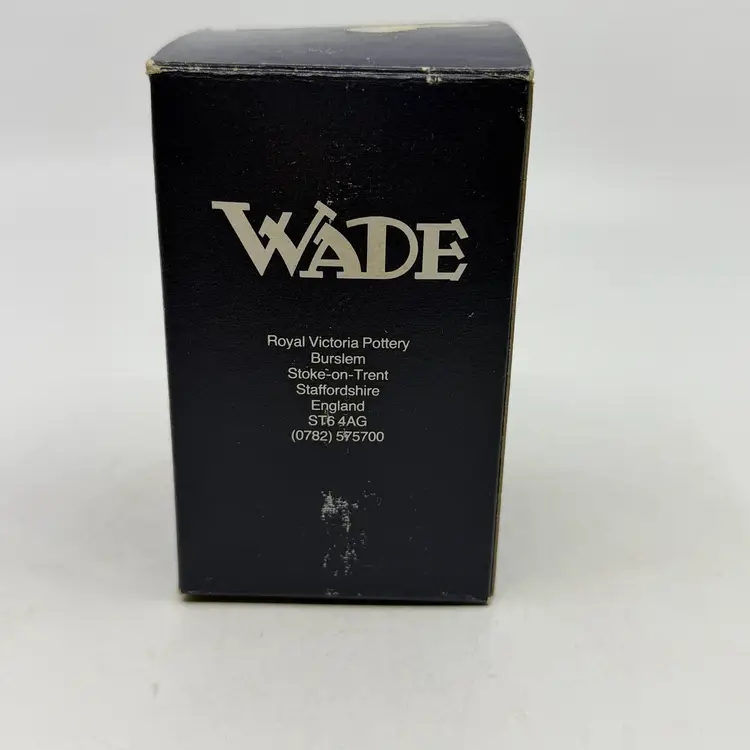 WADE
Royal Victoria Pottery
Burslem
Stoke-on-Trent
Staffordshire
England
ST6 4AG
(0782) 575700